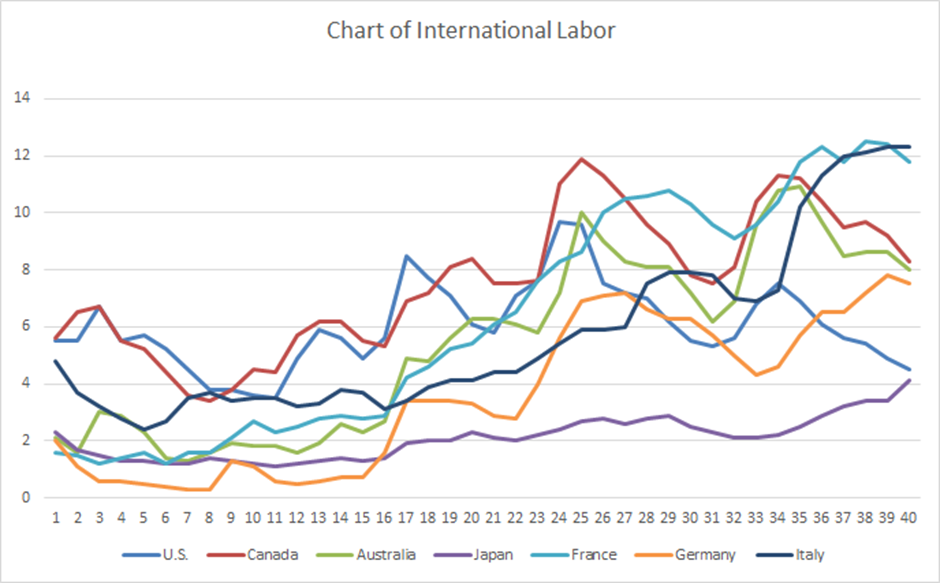 Chart of International Labor
14
12
10
8
6
4
2
0
1 2 3 4 5 6 7 8 9 10 11 12 13 14 15 16 17 18 19 20 21 22 23 24 25 26 27 28 29 30 31 32 33 34 35 36 37 38 39 40
U.S. Canada Australia Japan France Germany Italy